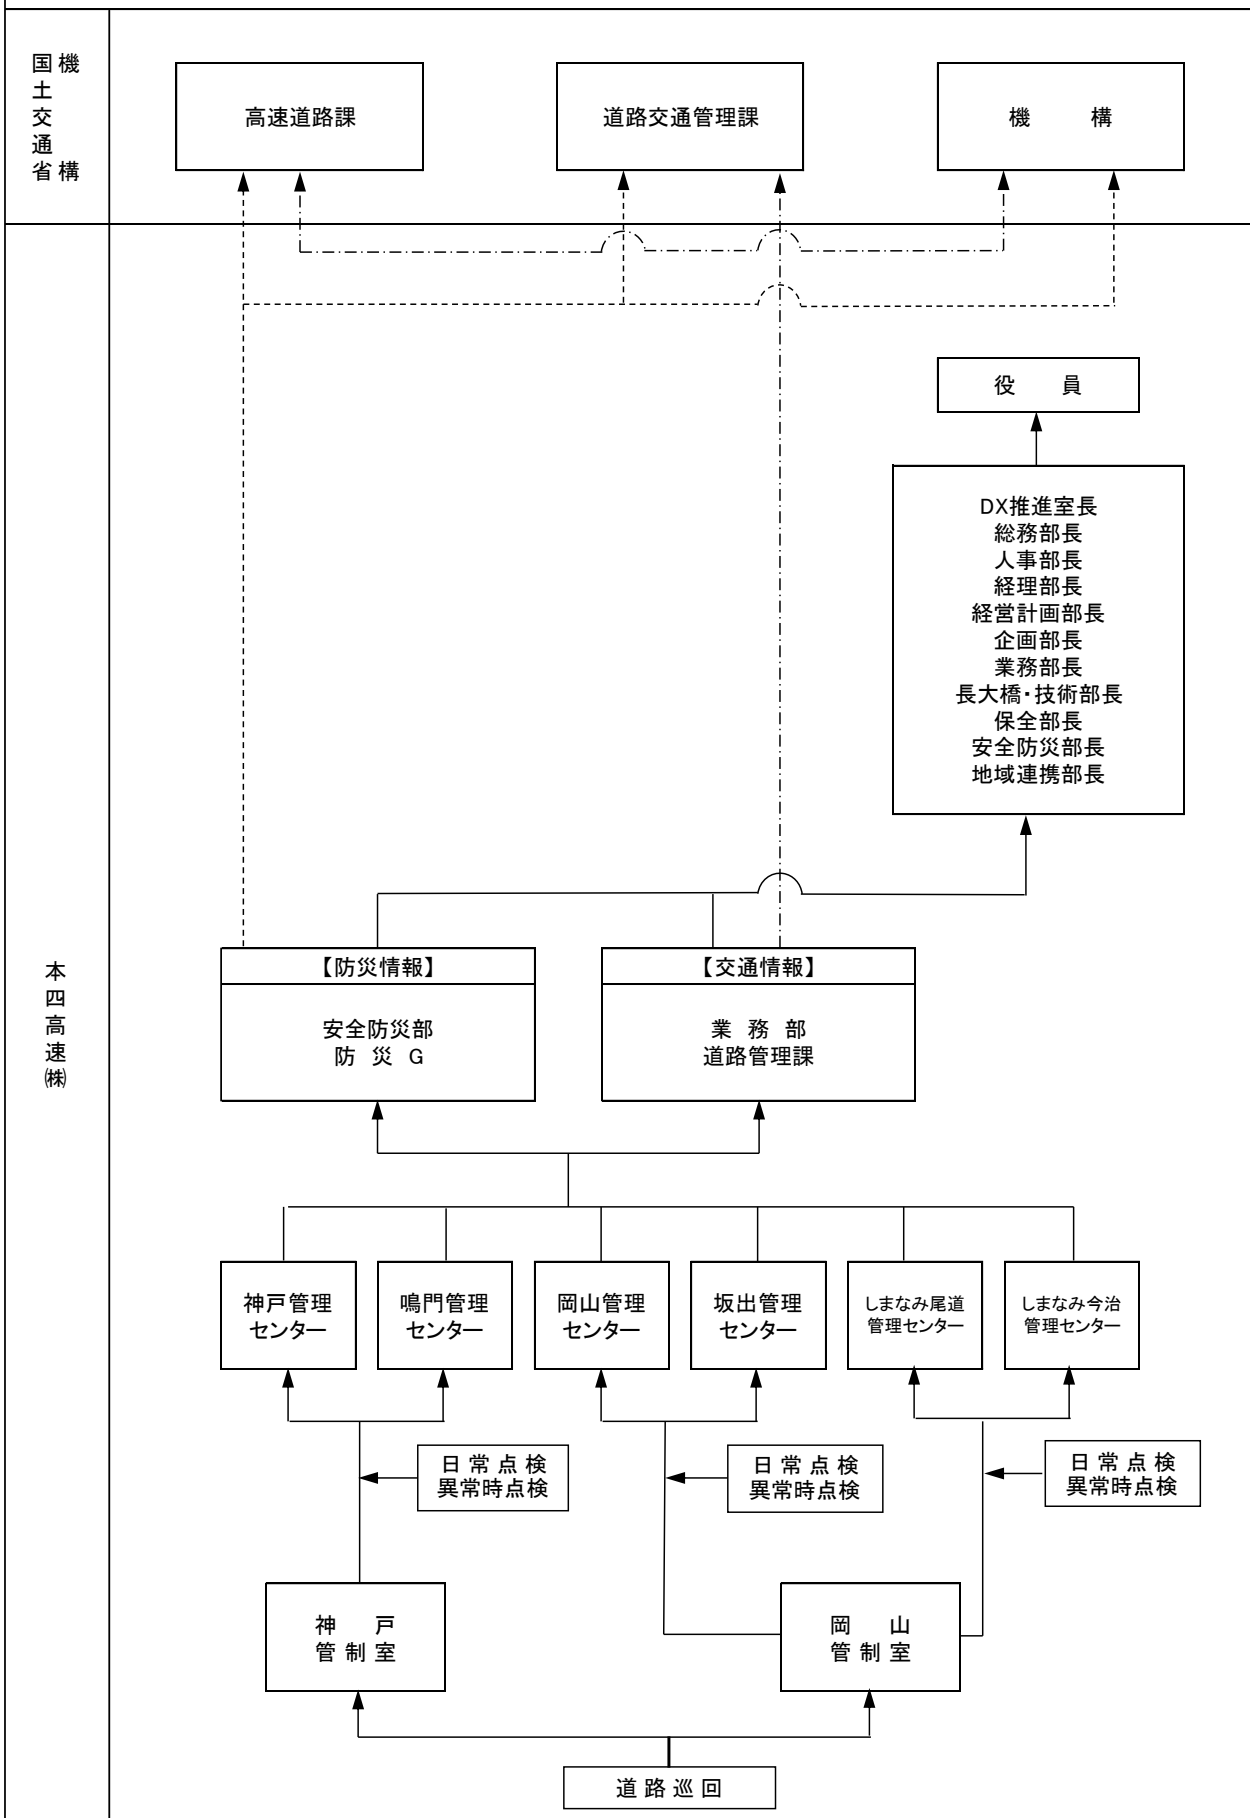 国土交通省
機構
高速道路課
道路交通管理課
機　構
本四高速㈱
役　員
DX推進室長
総務部長
人事部長
経理部長
経営計画部長
企画部長
業務部長
長大橋・技術部長
保全部長
安全防災部長
地域連携部長
【防災情報】
安全防災部
防 災 G
【交通情報】
業 務 部
道路管理課
神戸管理
センター
鳴門管理
センター
岡山管理
センター
坂出管理
センター
しまなみ尾道
管理センター
しまなみ今治
管理センター
日 常 点 検
異常時点検
日 常 点 検
異常時点検
日 常 点 検
異常時点検
神　戸
管 制 室
岡　山
管 制 室
道 路 巡 回